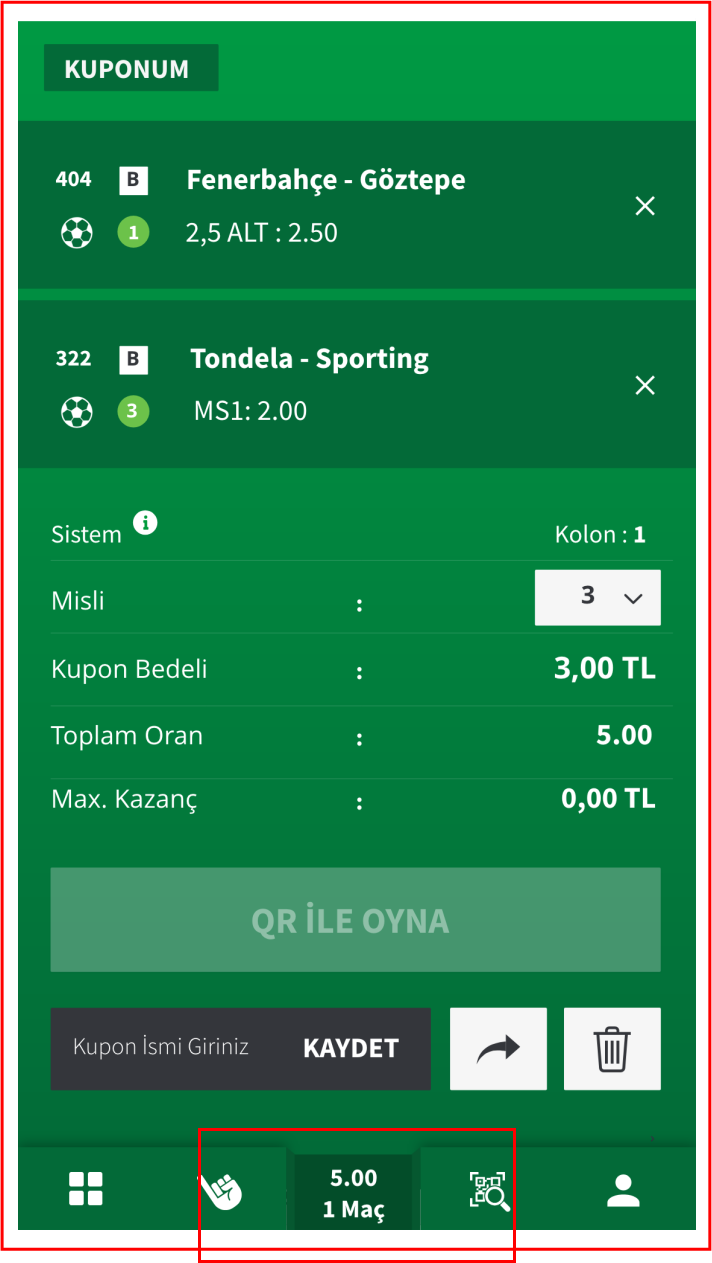 KUPONUM
404 B Fenerbahçe - Göztepe
1 2,5 ALT : 2.50
322 B Tondela - Sporting
3 MS1: 2.00
Sistem i Kolon : 1
Misli : 3
Kupon Bedeli : 3,00 TL
Toplam Oran : 5.00
Max. Kazanç : 0,00 TL
QR İLE OYNA
Kupon İsmi Giriniz KAYDET
5.00
1 Maç